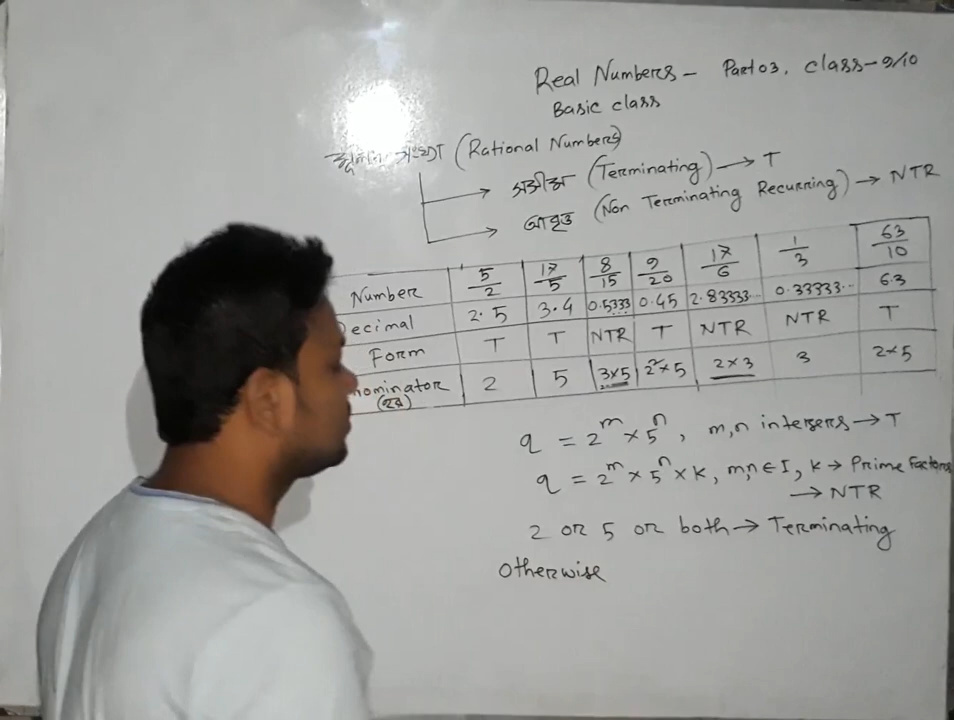 Real Numbers - Part 03, class-9/10
Basic class
সংখ্যা (Rational Numbers)
সসীম (Terminating) → T
আবৃত্ত (Non Terminating Recurring) → NTR
Number 5/2 17/5 8/15 9/20 17/6 1/3 63/10
ecimal 2.5 3.4 0.5333 0.45 2.83333... 0.33333... 6.3
Form T T NTR T NTR NTR T
nominator 2 5 3×5 2²×5 2×3 3 2×5
(হর)
q = 2^m × 5^n, m,n intergers → T
q = 2^m × 5^n × K, m,n ∈ I, K → Prime Factors
→ NTR
2 or 5 or both → Terminating
Otherwise